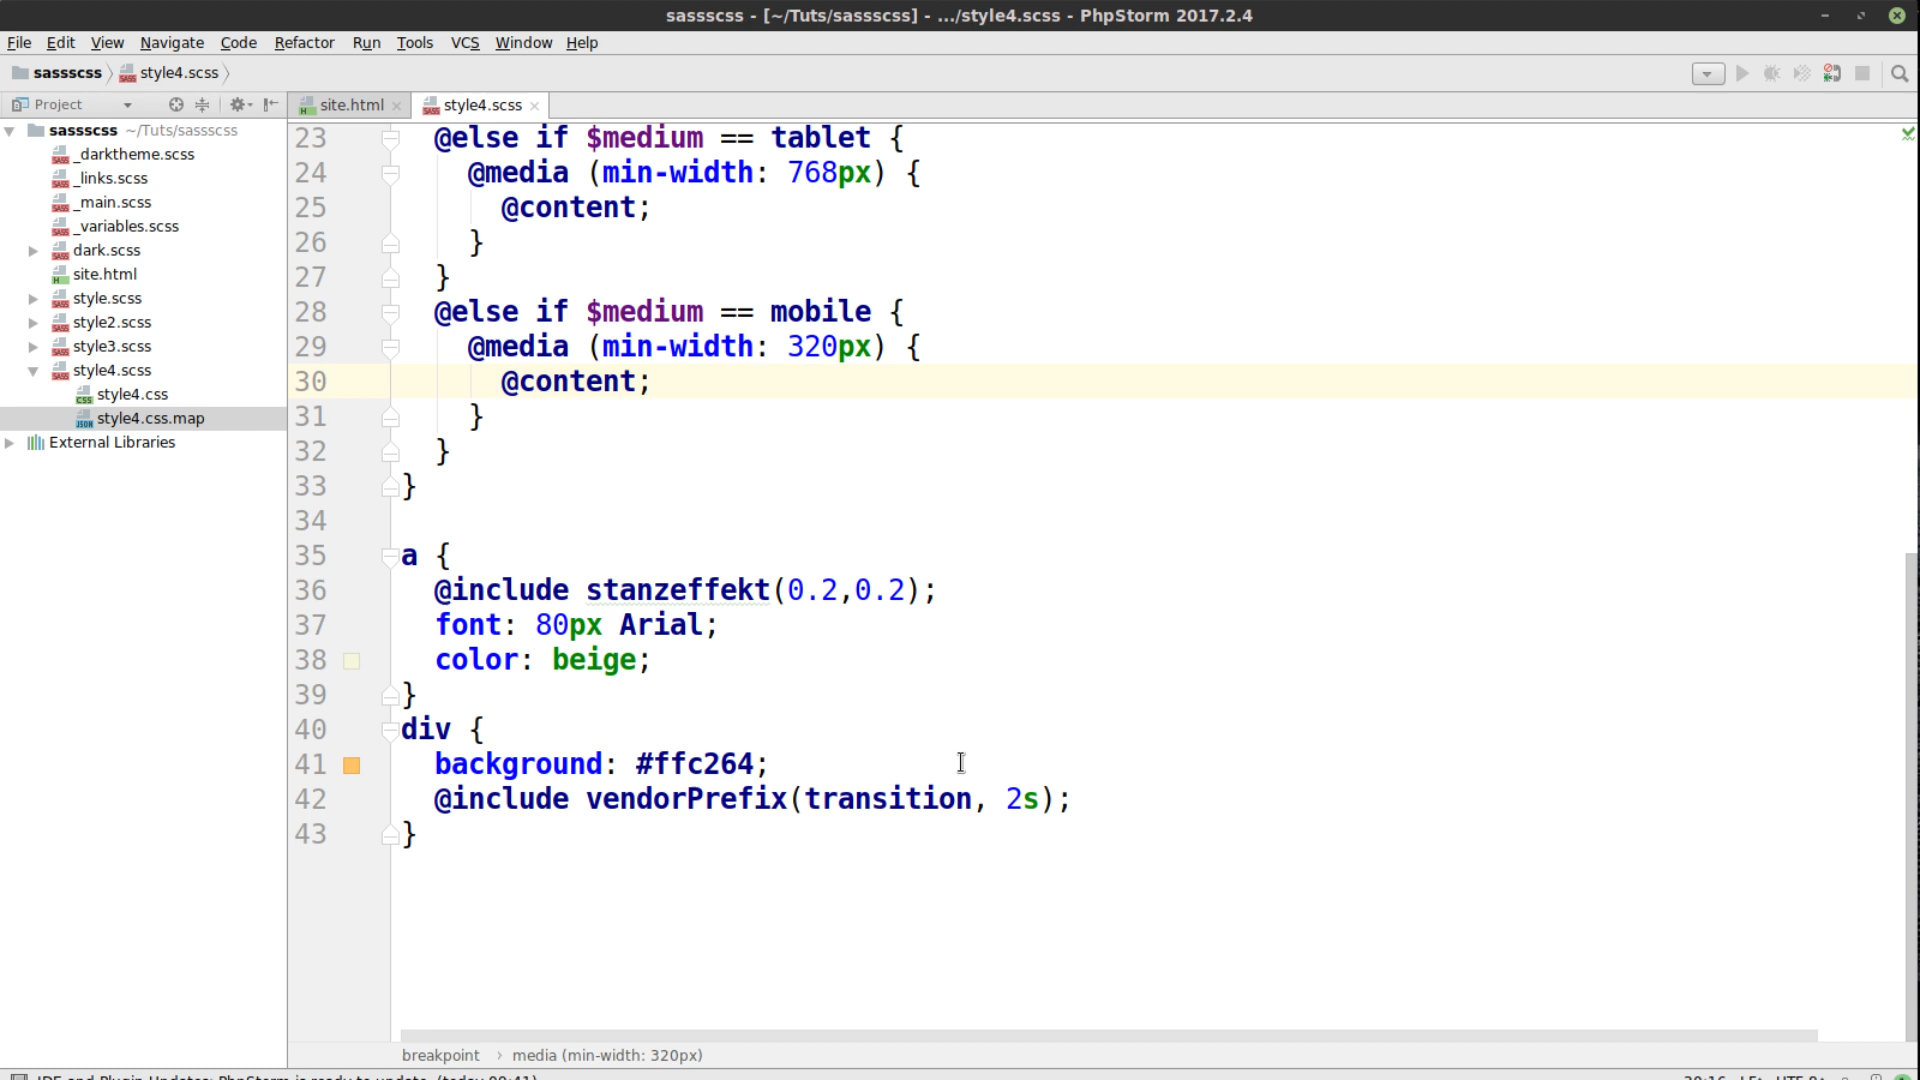 sassscss - [~/Tuts/sassscss] - .../style4.scss - PhpStorm 2017.2.4
File Edit View Navigate Code Refactor Run Tools VCS Window Help
sassscss style4.scss
Project
site.html style4.scss
sassscss ~/Tuts/sassscss
_darktheme.scss
_links.scss
_main.scss
_variables.scss
dark.scss
site.html
style.scss
style2.scss
style3.scss
style4.scss
style4.css
style4.css.map
External Libraries
23 @else if $medium == tablet {
24 @media (min-width: 768px) {
25 @content;
26 }
27 }
28 @else if $medium == mobile {
29 @media (min-width: 320px) {
30 @content;
31 }
32 }
33 }
34
35 a {
36 @include stanzeffekt(0.2,0.2);
37 font: 80px Arial;
38 color: beige;
39 }
40 div {
41 background: #ffc264;
42 @include vendorPrefix(transition, 2s);
43 }
breakpoint › media (min-width: 320px)
IDE and Plugin Updates: PhpStorm is ready to update. (today 09:41)
30:16 LF÷ UTF-8÷